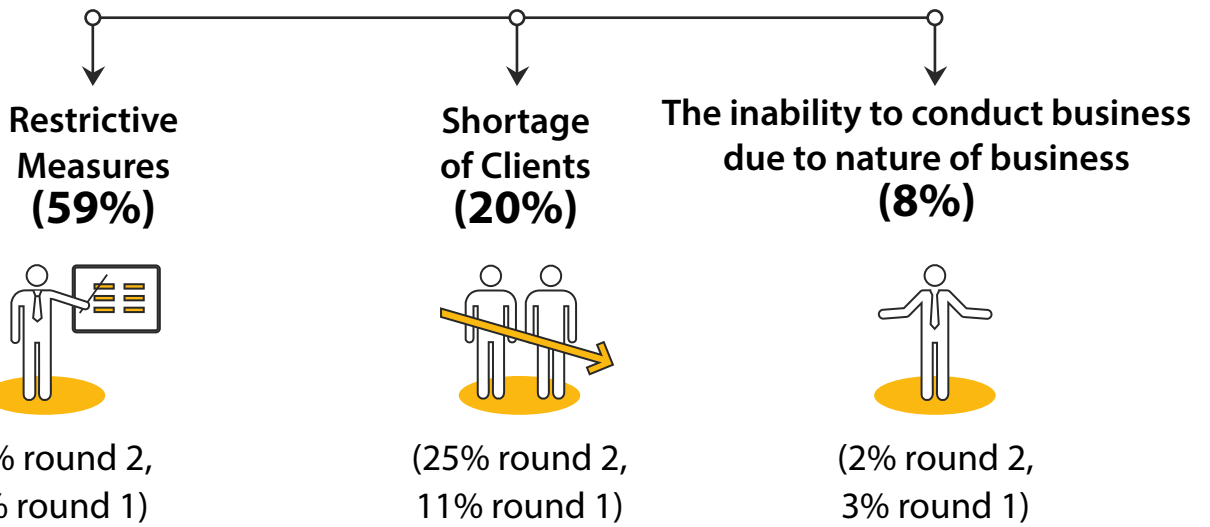 Restrictive
Measures
(59%)
Shortage
of Clients
(20%)
The inability to conduct business
due to nature of business
(8%)
% round 2,
% round 1)
(25% round 2,
11% round 1)
(2% round 2,
3% round 1)